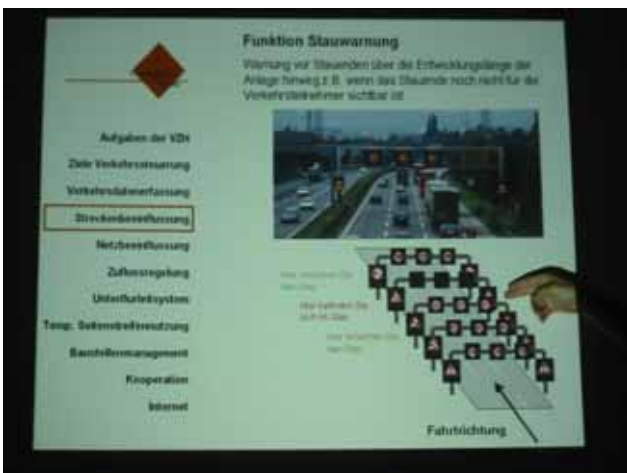 Funktion Stauwarnung
Warnung vor Stauenden über die Entwicklungslänge der
Anlage hinweg z.B. wenn das Stauende noch nicht für die
Verkehrsteilnehmer sichtbar ist
Aufgaben der VZH
Ziele Verkehrssteuerung
Verkehrsdatenerfassung
Streckenbeeinflussung
Netzbeeinflussung
Zuflussregelung
Unterflurleitsystem
Temp. Seitenstreifennutzung
Baustellenmanagement
Kooperation
Internet
Fahrtrichtung